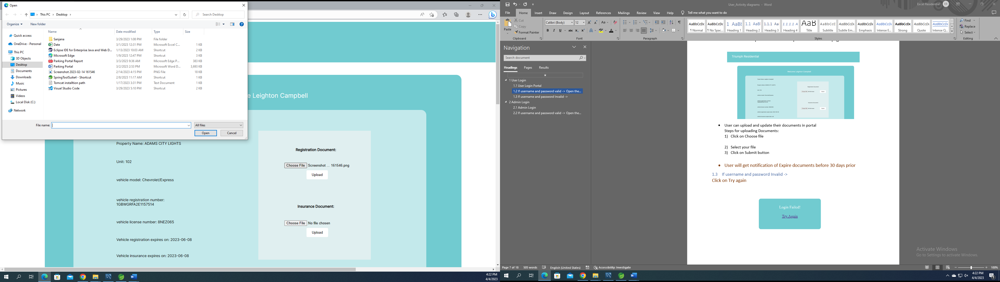 Open
This PC > Desktop >
Search Desktop
Organize
New folder
Name
Date modified
Type
Size
Quick access
OneDrive - Personal
This PC
3D Objects
Desktop
Documents
Downloads
Music
Pictures
Videos
Local Disk (C:)
Network
Sanjana 3/29/2023 1:08 PM File folder
Date 3/1/2023 12:31 PM Microsoft Excel C... 1 KB
Eclipse IDE for Enterprise Java and Web D... 1/13/2023 10:03 AM Shortcut 2 KB
Microsoft Edge 1/9/2023 12:47 PM Shortcut 3 KB
Parking Portal Report 3/3/2023 9:36 AM Microsoft Edge P... 383 KB
Parking Portal 3/2/2023 2:53 PM Microsoft Word D... 3,693 KB
Screenshot 2023-02-14 161546 2/14/2023 4:15 PM PNG File 18 KB
SpringToolSuite4 - Shortcut 2/8/2023 11:17 AM Shortcut 1 KB
Tomcat installtion path 1/17/2023 3:31 PM Text Document 1 KB
Visual Studio Code 3/29/2023 5:10 PM Shortcut 2 KB
File name:
All files
Open
Cancel
e Leighton Campbell
Property Name: ADAMS CITY LIGHTS
Unit: 102
vehicle model: Chevrolet/Express
vehicle registration number:
1GBWGRFA2E1157514
vehicle license number: 8NEZ065
Vehicle registration expires on: 2023-06-08
Vehicle insurance expires on: 2023-06-08
Registration Document:
Choose File Screenshot ... 161546.png
Upload
Insurance Document:
Choose File No file chosen
Upload
4:22 PM
4/4/2023
User_Activity diagrams - Word
Excel Residential
ER
File Home Insert Draw Design Layout References Mailings Review View Help Tell me what you want to do
Paste
Cut
Copy
Format Painter
Clipboard
Calibri (Body) 12
Font
Paragraph
AaBbCcDc
¶ Normal
AaBbCcDc
¶ No Spac...
1 AaBb
Heading 1
1.1 AaB
Heading 2
1.1.1 Aa
Heading 3
1.1.1.1 A
Heading 4
AaB
Title
AaBbCcD
Subtitle
AaBbCcDc
Subtle Em...
AaBbCcDc
Emphasis
AaBbCcDc
Intense E...
AaBbCcDc
Strong
AaBbCcDc
Quote
AaBbCcDc
Intense Q...
Styles
Find
Replace
Select
Editing
Navigation
Search document
Headings Pages Results
1 User Login
1.1 User Login Portal
1.2 If username and password valid -> Open the...
1.3 If username and password Invalid ->
2 Admin Login
2.1 Admin Login
2.2 If username and password valid -> Open the...
Triumph Residential
Welcome Leighton Campbell
• User can upload and update their documents in portal
Steps for uploading Documents:
1) Click on Choose file
2) Select your file
3) Click on Submit button
• User will get notification of Expire documents before 30 days prior
1.3 If username and password Invalid ->
Click on Try again
Login Failed!
Try Again
Activate Windows
Go to Settings to activate Windows.
Page 7 of 18 505 words English (United States) Accessibility: Investigate
100%
4:22 PM
4/4/2023